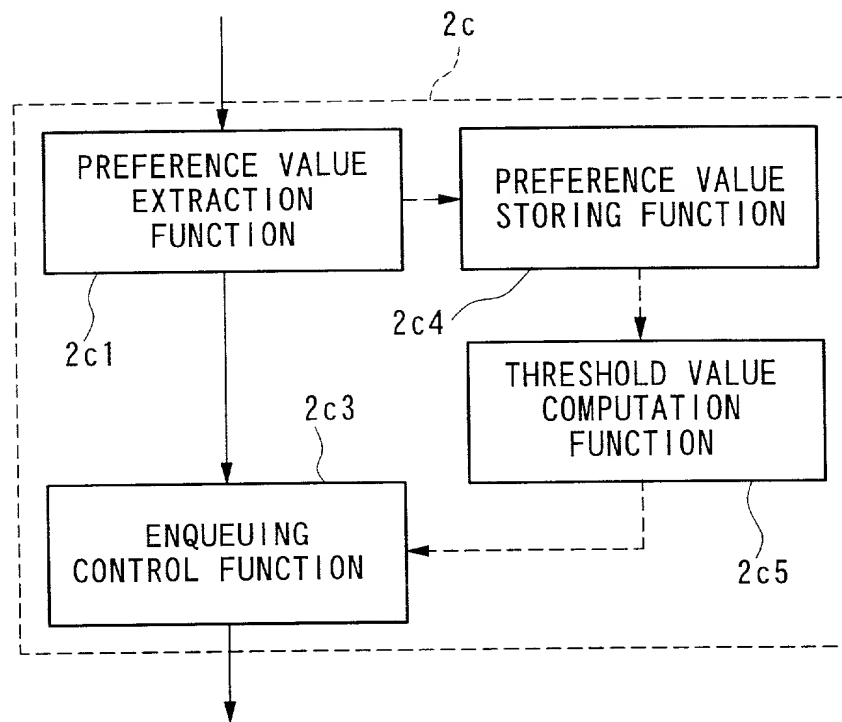 2c
PREFERENCE VALUE
EXTRACTION
FUNCTION
PREFERENCE VALUE
STORING FUNCTION
2c1
2c4
THRESHOLD VALUE
COMPUTATION
FUNCTION
2c3
ENQUEUING
CONTROL FUNCTION
2c5